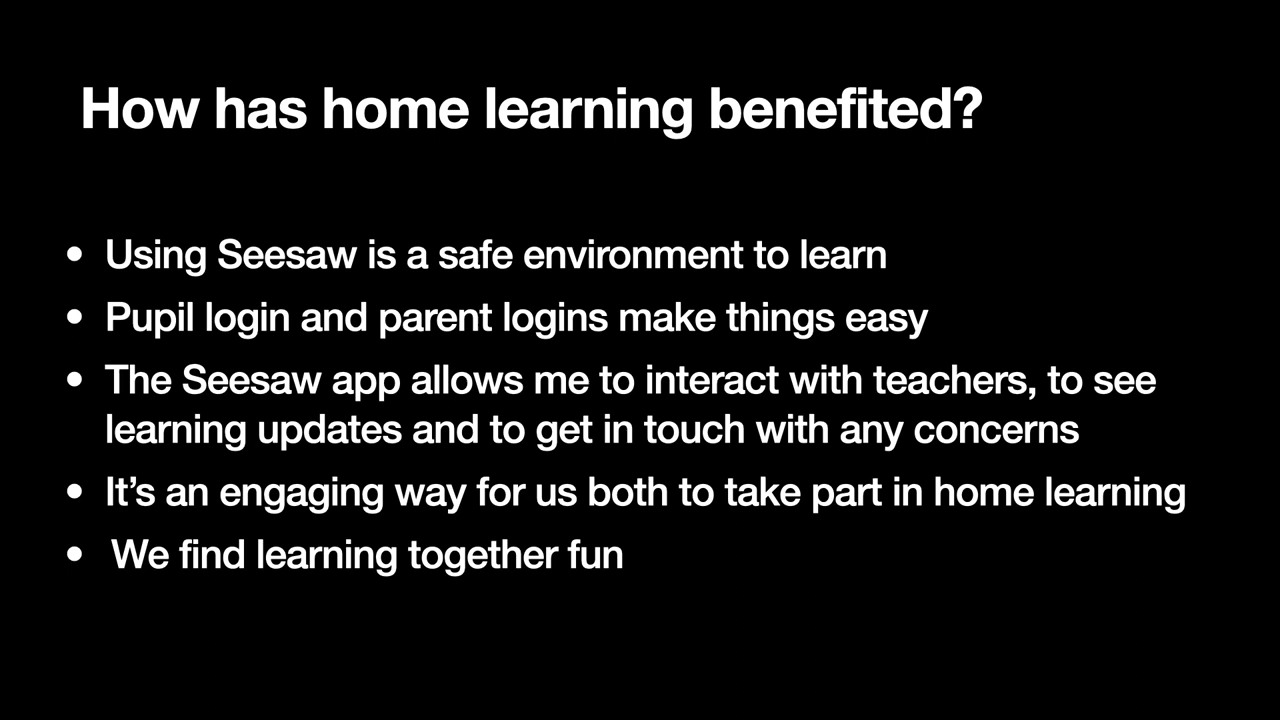 How has home learning benefited?
• Using Seesaw is a safe environment to learn
• Pupil login and parent logins make things easy
• The Seesaw app allows me to interact with teachers, to see
learning updates and to get in touch with any concerns
• It’s an engaging way for us both to take part in home learning
• We find learning together fun